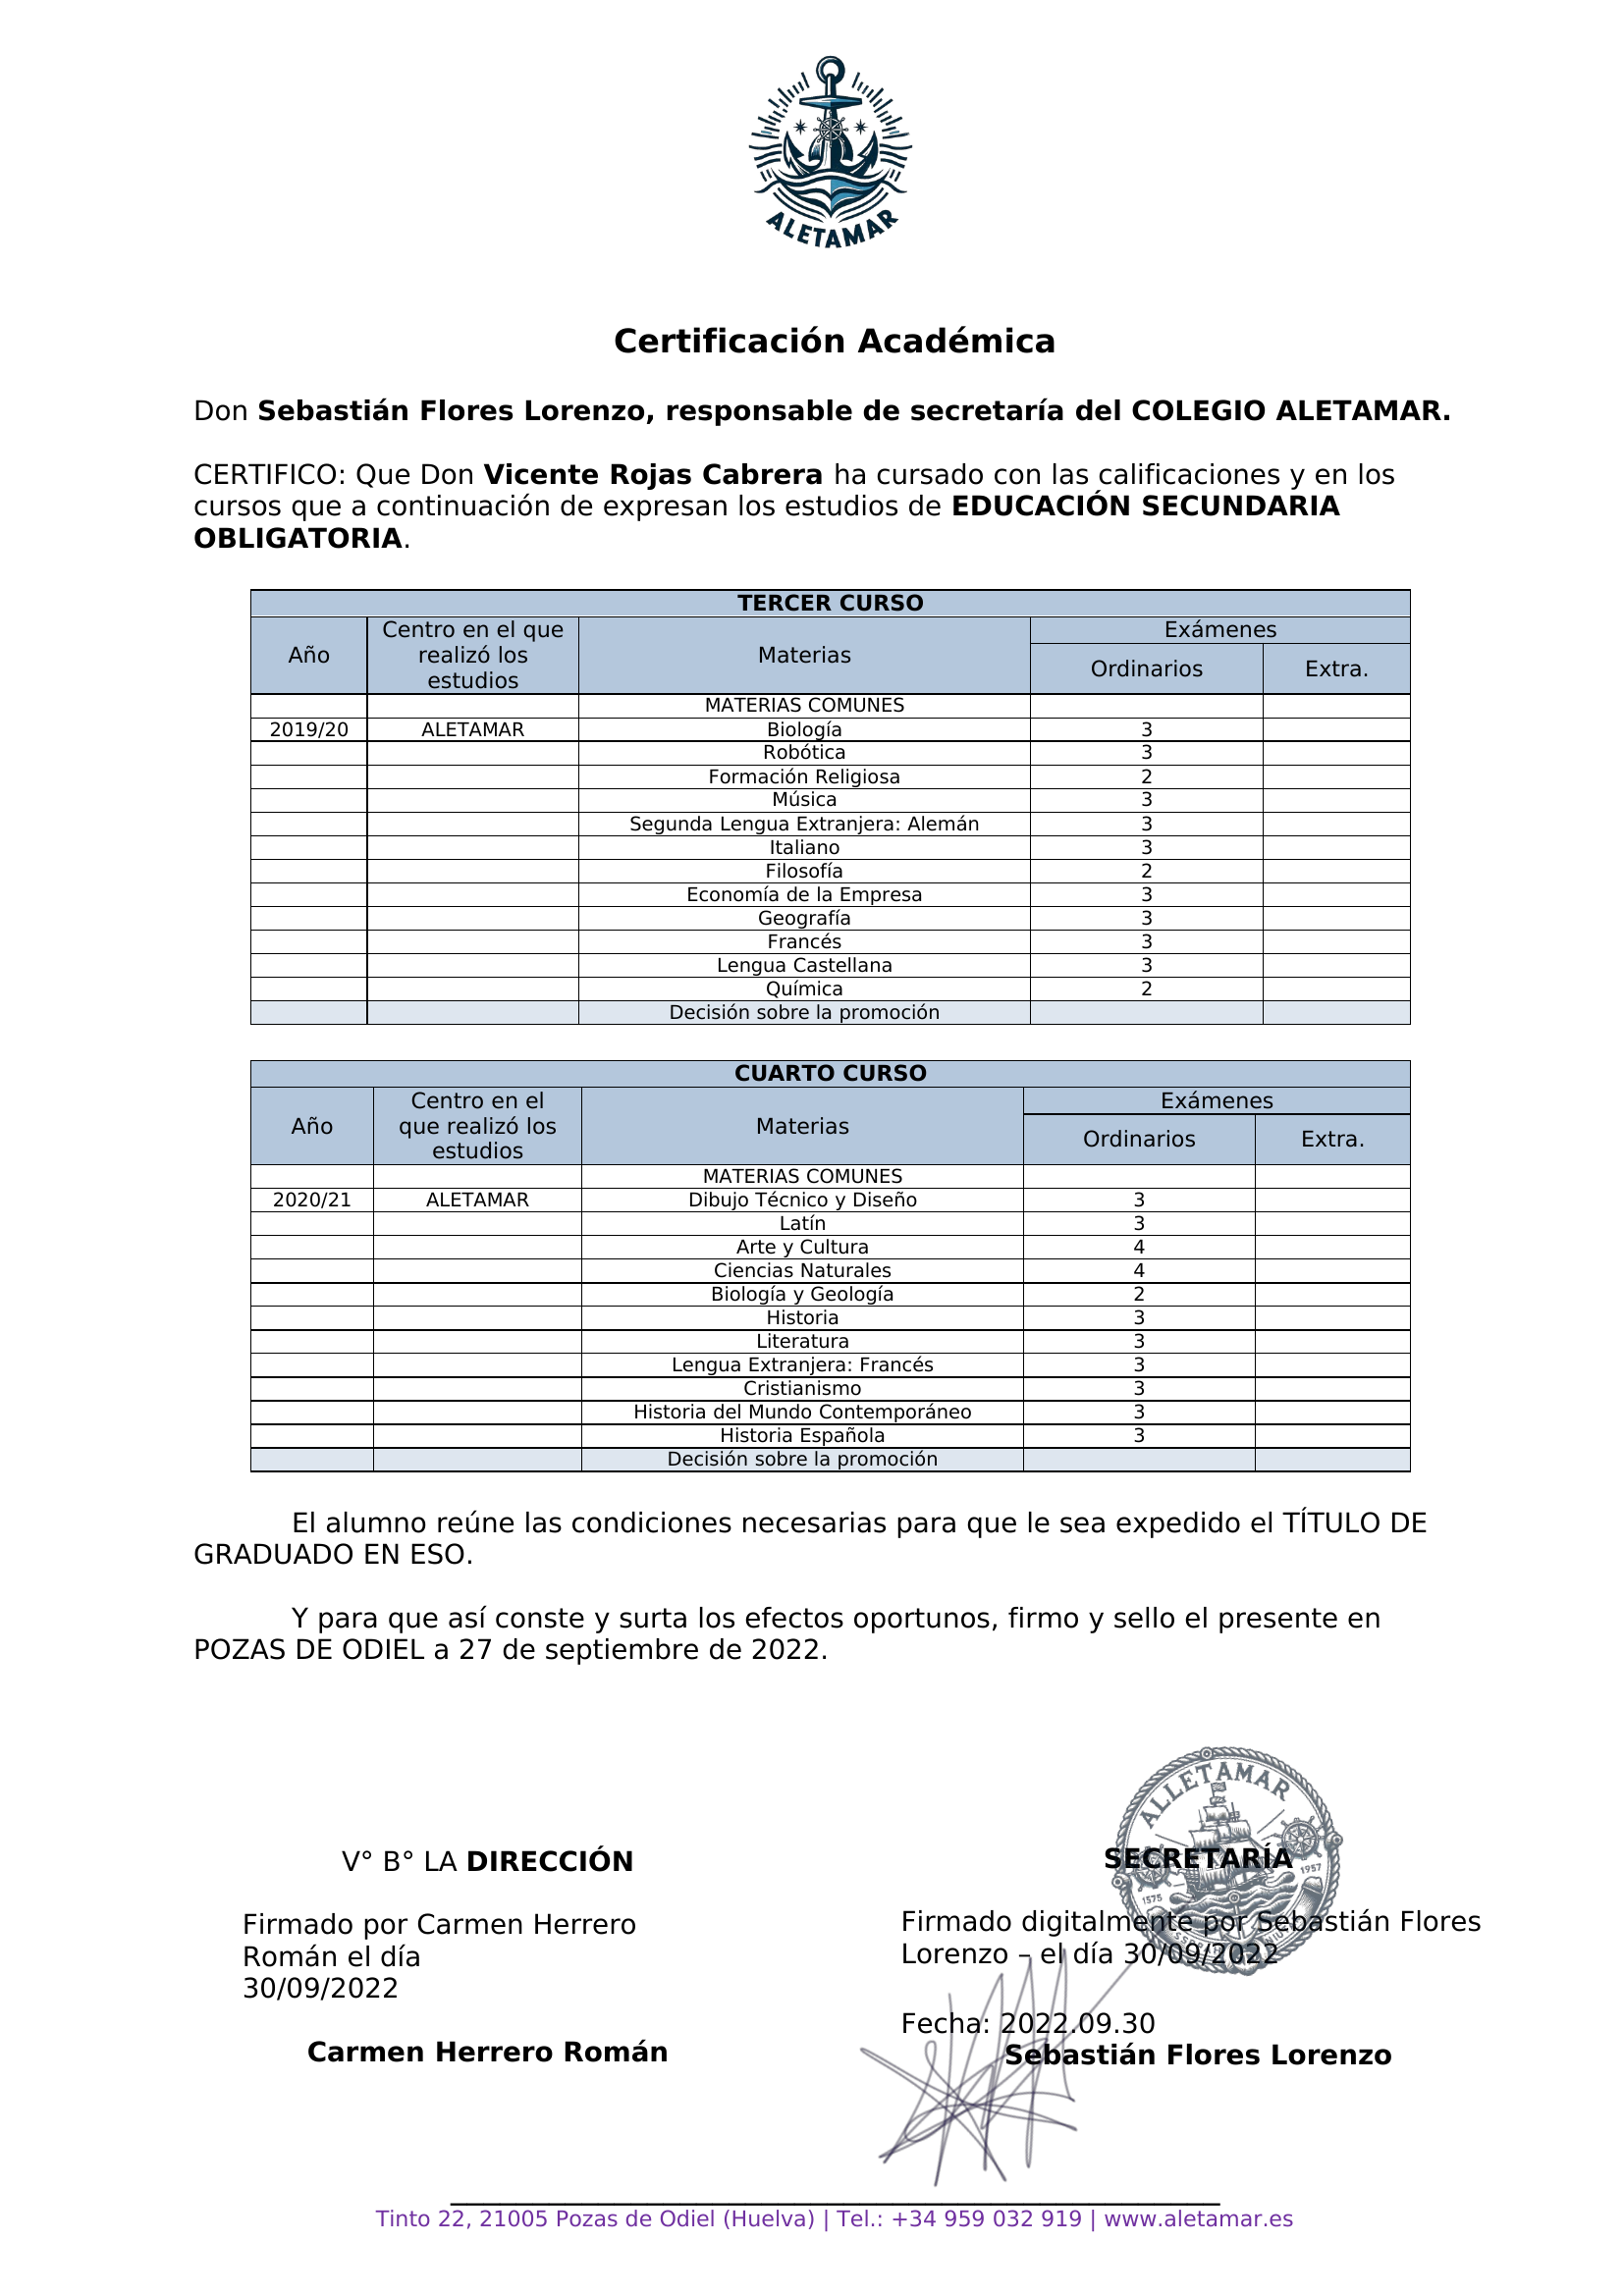 ALETAMAR
Certificación Académica
Don Sebastián Flores Lorenzo, responsable de secretaría del COLEGIO ALETAMAR.
CERTIFICO: Que Don Vicente Rojas Cabrera ha cursado con las calificaciones y en los
cursos que a continuación de expresan los estudios de EDUCACIÓN SECUNDARIA
OBLIGATORIA.
TERCER CURSO
Año Centro en el que realizó los estudios Materias Exámenes
Ordinarios Extra.
MATERIAS COMUNES
2019/20 ALETAMAR Biología 3
Robótica 3
Formación Religiosa 2
Música 3
Segunda Lengua Extranjera: Alemán 3
Italiano 3
Filosofía 2
Economía de la Empresa 3
Geografía 3
Francés 3
Lengua Castellana 3
Química 2
Decisión sobre la promoción
CUARTO CURSO
Año Centro en el que realizó los estudios Materias Exámenes
Ordinarios Extra.
MATERIAS COMUNES
2020/21 ALETAMAR Dibujo Técnico y Diseño 3
Latín 3
Arte y Cultura 4
Ciencias Naturales 4
Biología y Geología 2
Historia 3
Literatura 3
Lengua Extranjera: Francés 3
Cristianismo 3
Historia del Mundo Contemporáneo 3
Historia Española 3
Decisión sobre la promoción
El alumno reúne las condiciones necesarias para que le sea expedido el TÍTULO DE
GRADUADO EN ESO.
Y para que así conste y surta los efectos oportunos, firmo y sello el presente en
POZAS DE ODIEL a 27 de septiembre de 2022.
V° B° LA DIRECCIÓN
Firmado por Carmen Herrero
Román el día
30/09/2022
Carmen Herrero Román
ALLETAMAR
SECRETARÍA
1575 1957
Firmado digitalmente por Sebastián Flores
Lorenzo – el día 30/09/2022
Fecha: 2022.09.30
Sebastián Flores Lorenzo
Tinto 22, 21005 Pozas de Odiel (Huelva) | Tel.: +34 959 032 919 | www.aletamar.es